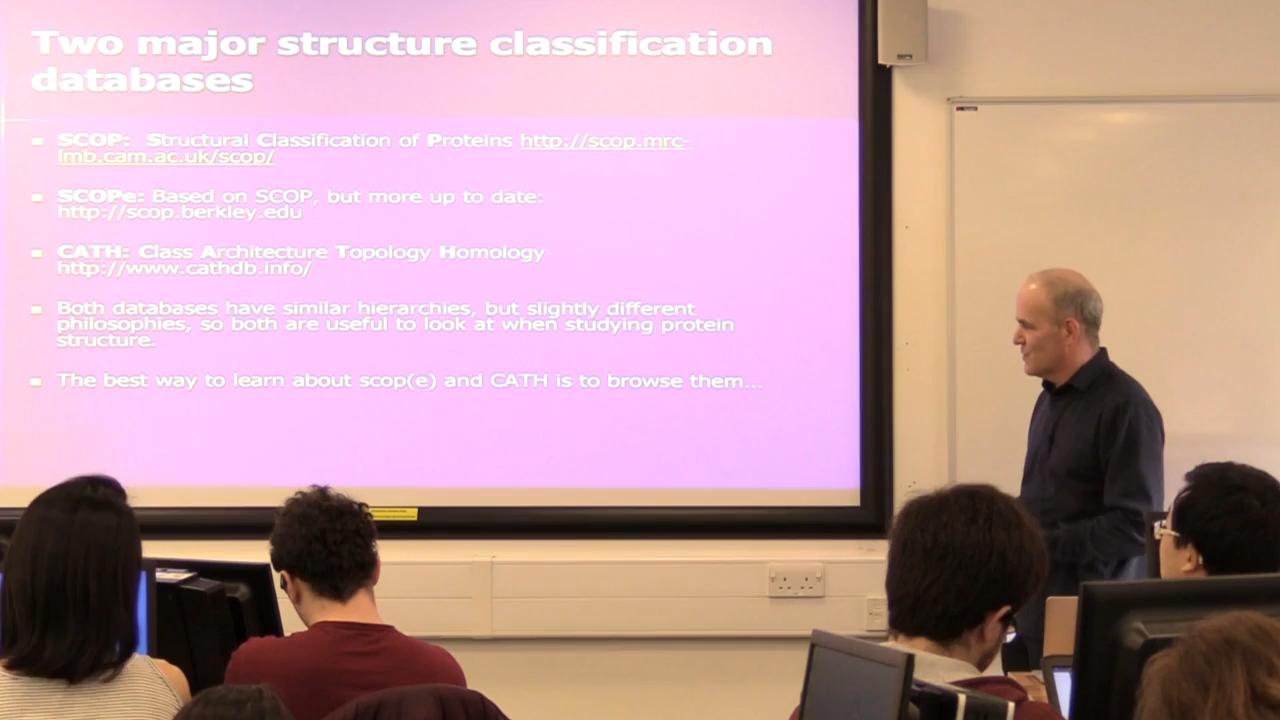 Two major structure classification
databases
SCOP: Structural Classification of Proteins http://scop.mrc-
lmb.cam.ac.uk/scop/
SCOPe: Based on SCOP, but more up to date:
http://scop.berkley.edu
CATH: Class Architecture Topology Homology
http://www.cathdb.info/
Both databases have similar hierarchies, but slightly different
philosophies, so both are useful to look at when studying protein
structure.
The best way to learn about scop(e) and CATH is to browse them...